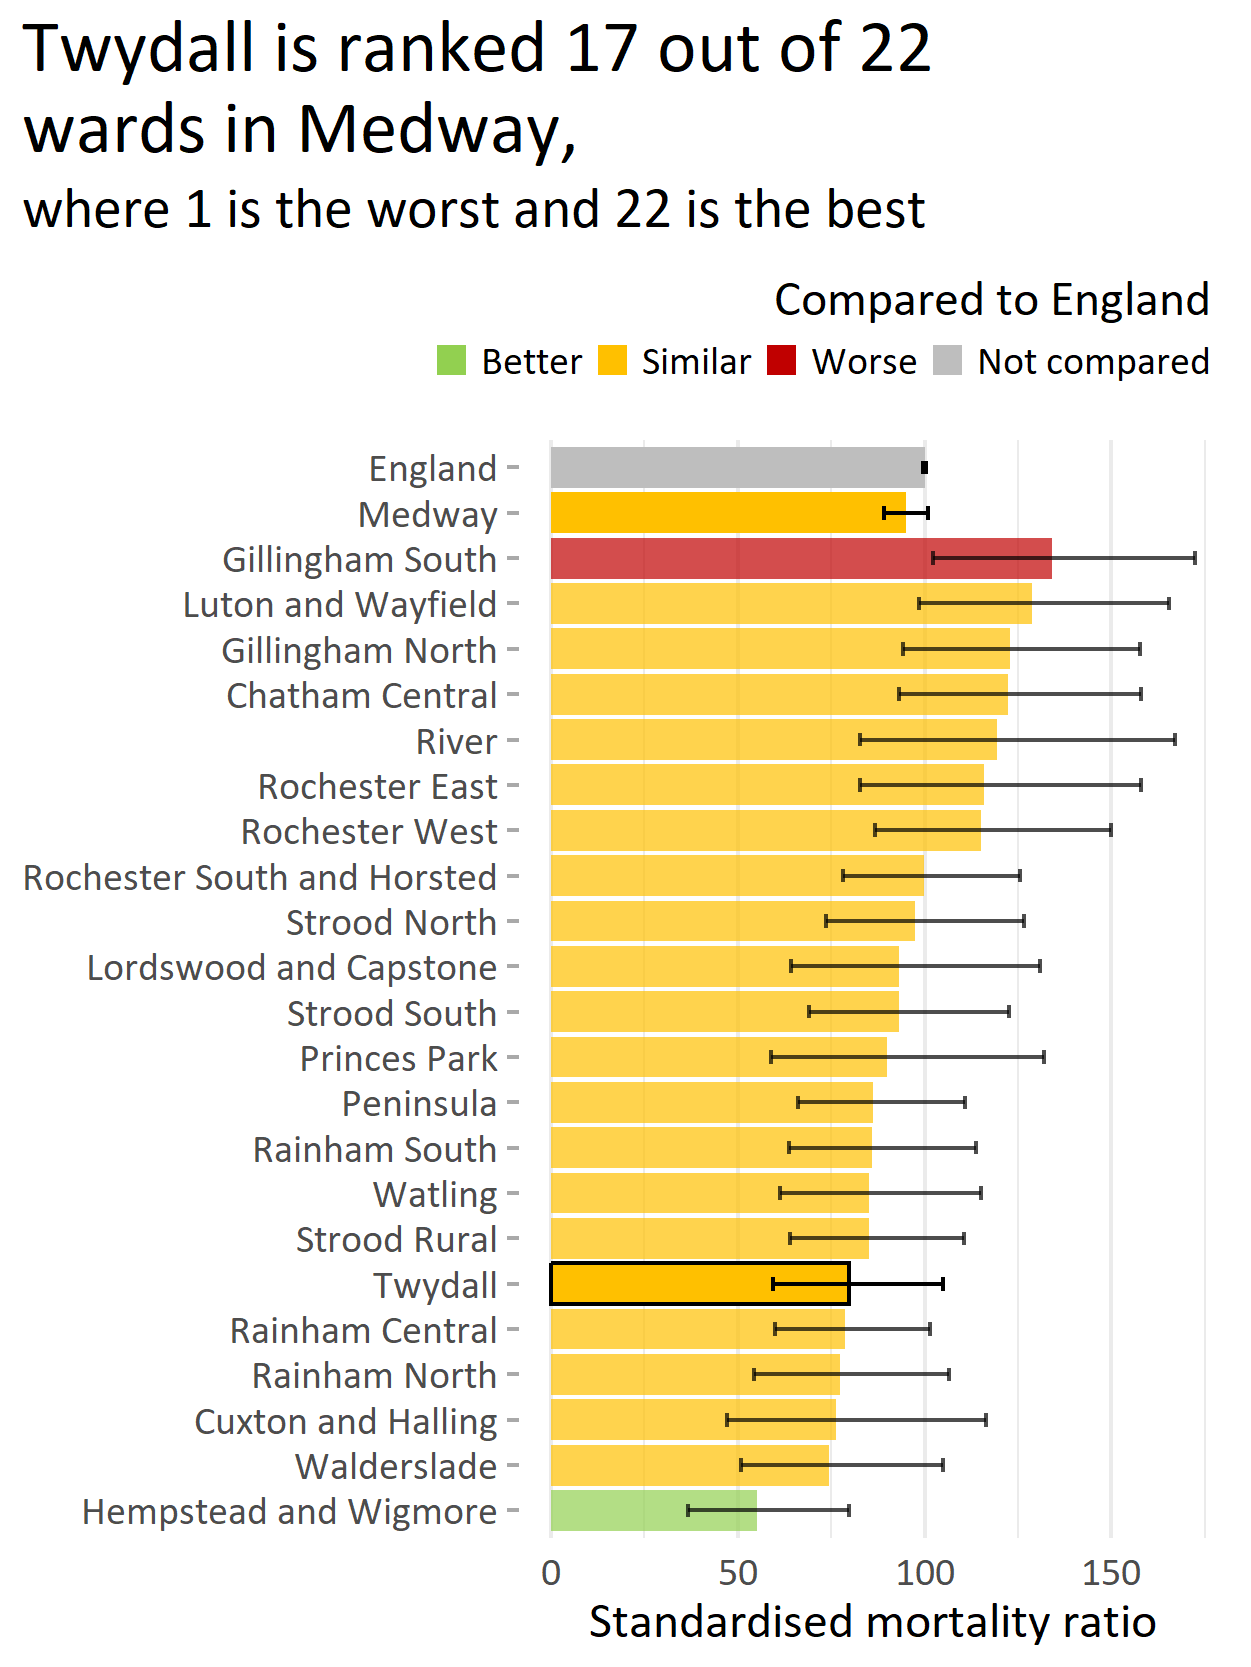 Twydall is ranked 17 out of 22
wards in Medway,
where 1 is the worst and 22 is the best
Compared to England
Better Similar Worse Not compared
England
Medway
Gillingham South
Luton and Wayfield
Gillingham North
Chatham Central
River
Rochester East
Rochester West
Rochester South and Horsted
Strood North
Lordswood and Capstone
Strood South
Princes Park
Peninsula
Rainham South
Watling
Strood Rural
Twydall
Rainham Central
Rainham North
Cuxton and Halling
Walderslade
Hempstead and Wigmore
0 50 100 150
Standardised mortality ratio